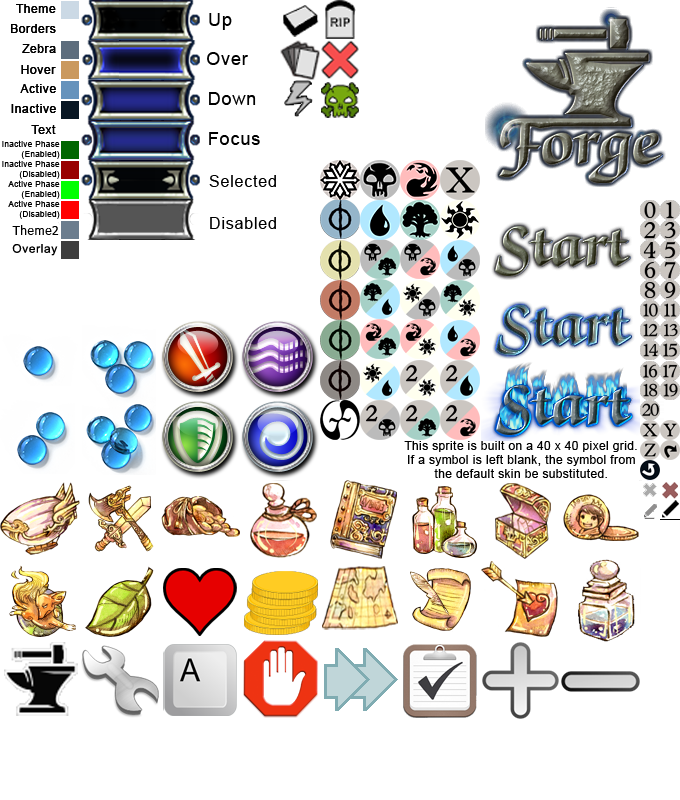 Theme
Borders
Zebra
Hover
Active
Inactive
Text
Inactive Phase
(Enabled)
Inactive Phase
(Disabled)
Active Phase
(Enabled)
Active Phase
(Disabled)
Theme2
Overlay
Up
Over
Down
Focus
Selected
Disabled
RIP
Forge
X
2
2
2
2
2
2
Start
Start
Start
0 1
2 3
4 5
6 7
8 9
10 11
12 13
14 15
16 17
18 19
20
X Y
Z
This sprite is built on a 40 x 40 pixel grid.
If a symbol is left blank, the symbol from
the default skin be substituted.
A